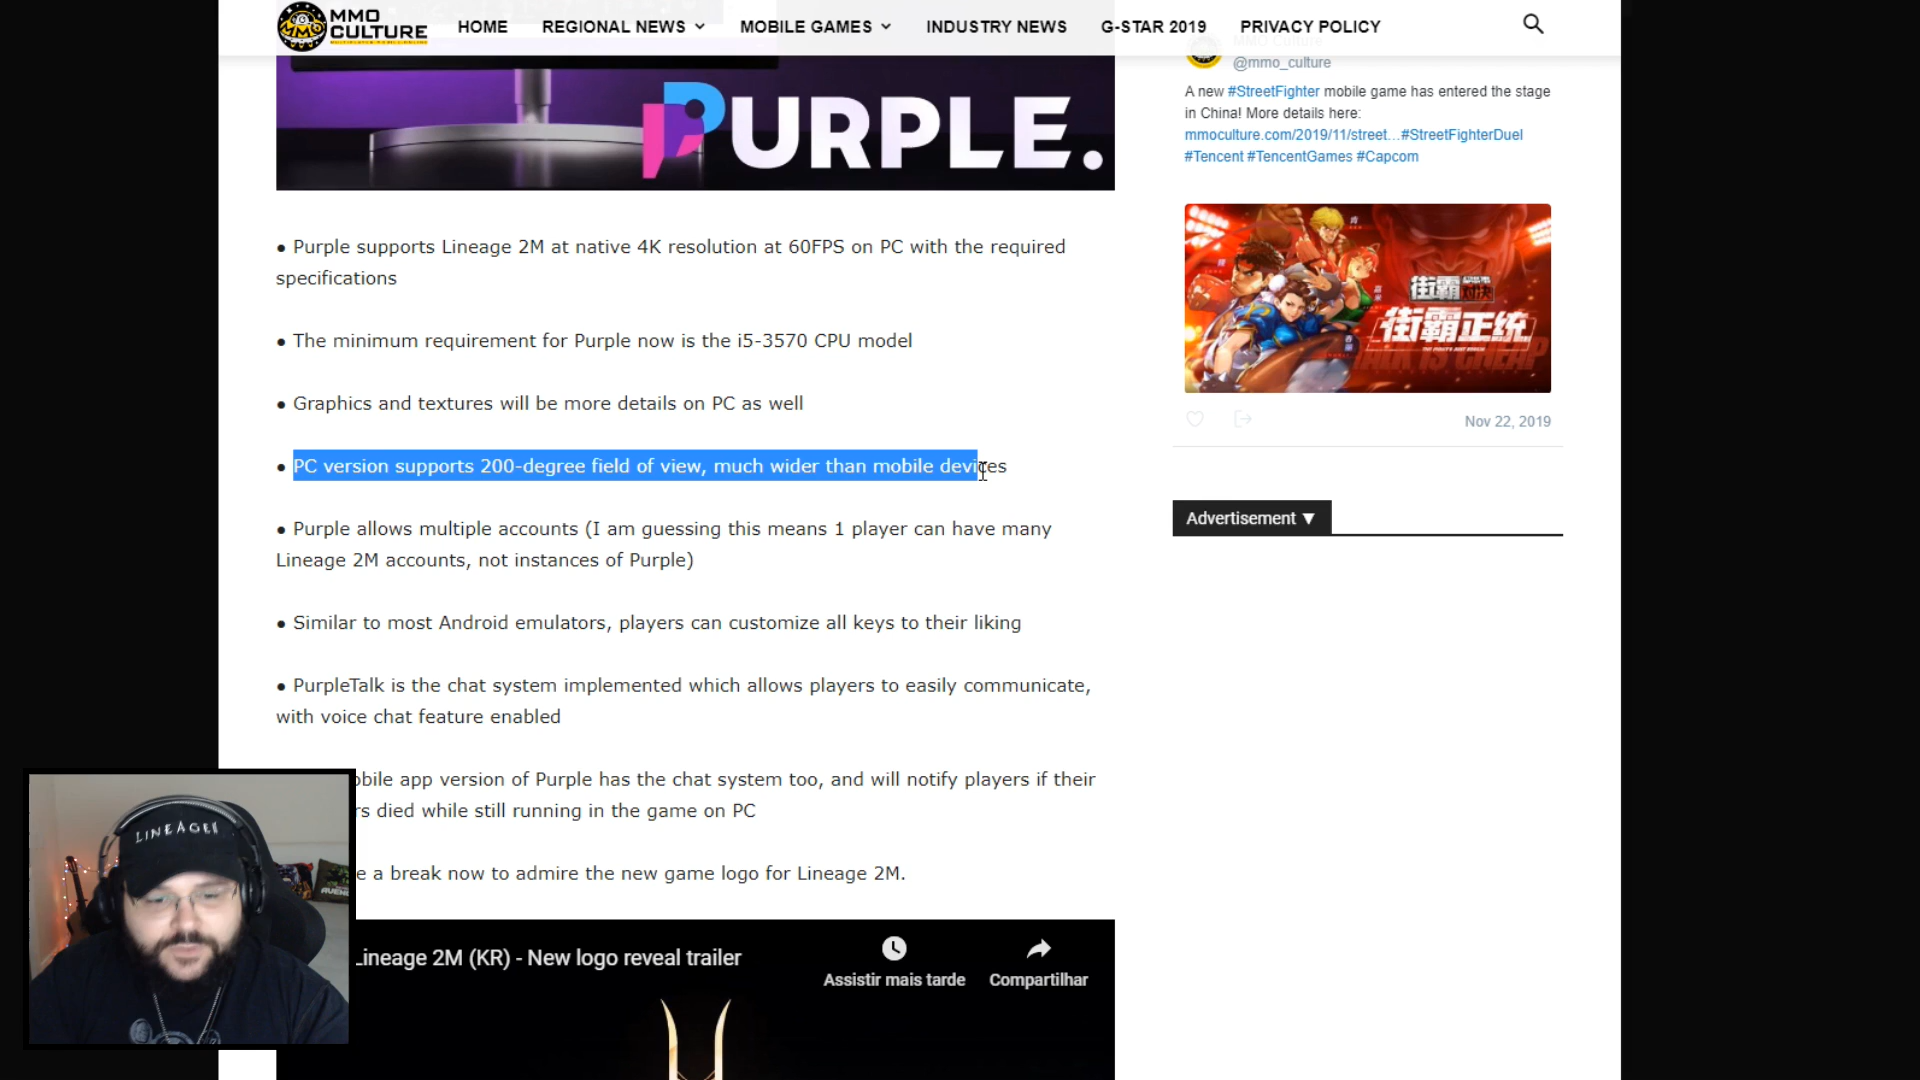 MMO
CULTURE
HOME
REGIONAL NEWS
MOBILE GAMES
INDUSTRY NEWS
G-STAR 2019
PRIVACY POLICY
PURPLE.
● Purple supports Lineage 2M at native 4K resolution at 60FPS on PC with the required
specifications
● The minimum requirement for Purple now is the i5-3570 CPU model
● Graphics and textures will be more details on PC as well
● PC version supports 200-degree field of view, much wider than mobile devices
● Purple allows multiple accounts (I am guessing this means 1 player can have many
Lineage 2M accounts, not instances of Purple)
● Similar to most Android emulators, players can customize all keys to their liking
● PurpleTalk is the chat system implemented which allows players to easily communicate,
with voice chat feature enabled
obile app version of Purple has the chat system too, and will notify players if their
rs died while still running in the game on PC
e a break now to admire the new game logo for Lineage 2M.
Lineage 2M (KR) - New logo reveal trailer
Assistir mais tarde
Compartilhar
MMO Culture
@mmo_culture
A new #StreetFighter mobile game has entered the stage
in China! More details here:
mmoculture.com/2019/11/street…#StreetFighterDuel
#Tencent #TencentGames #Capcom
街霸
对决
街霸正统
Nov 22, 2019
Advertisement ▼
LINEAGEII